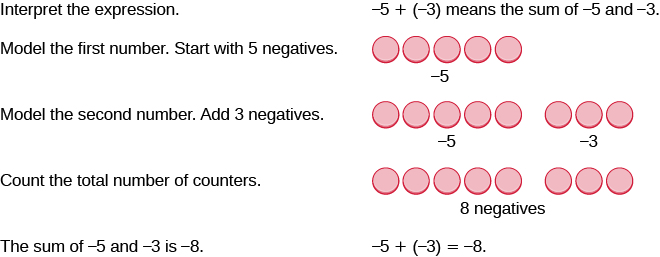 Interpret the expression. –5 + (–3) means the sum of –5 and –3.
Model the first number. Start with 5 negatives.
–5
Model the second number. Add 3 negatives.
–5 –3
Count the total number of counters.
8 negatives
The sum of –5 and –3 is –8. –5 + (–3) = –8.